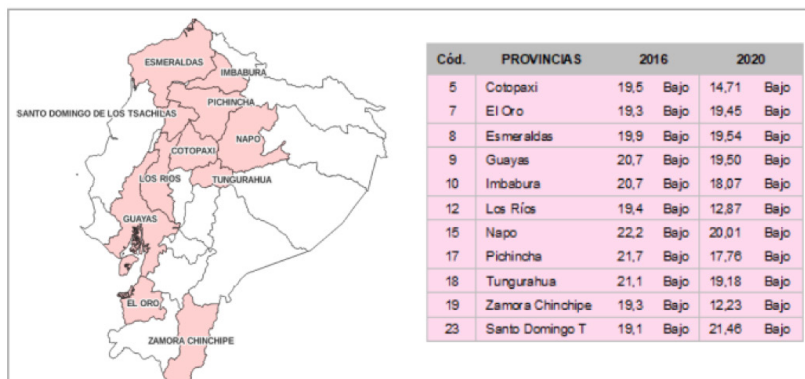 ESMERALDAS
IMBABURA
PICHINCHA
SANTO DOMINGO DE LOS TSACHILAS
NAPO
COTOPAXI
LOS RIOS
TUNGURAHUA
GUAYAS
EL ORO
ZAMORA CHINCHIPE
Cód. PROVINCIAS 2016 2020
5 Cotopaxi 19,5 Bajo 14,71 Bajo
7 El Oro 19,3 Bajo 19,45 Bajo
8 Esmeraldas 19,9 Bajo 19,54 Bajo
9 Guayas 20,7 Bajo 19,50 Bajo
10 Imbabura 20,7 Bajo 18,07 Bajo
12 Los Ríos 19,4 Bajo 12,87 Bajo
15 Napo 22,2 Bajo 20,01 Bajo
17 Pichincha 21,7 Bajo 17,76 Bajo
18 Tungurahua 21,1 Bajo 19,18 Bajo
19 Zamora Chinchipe 19,3 Bajo 12,23 Bajo
23 Santo Domingo T 19,1 Bajo 21,46 Bajo